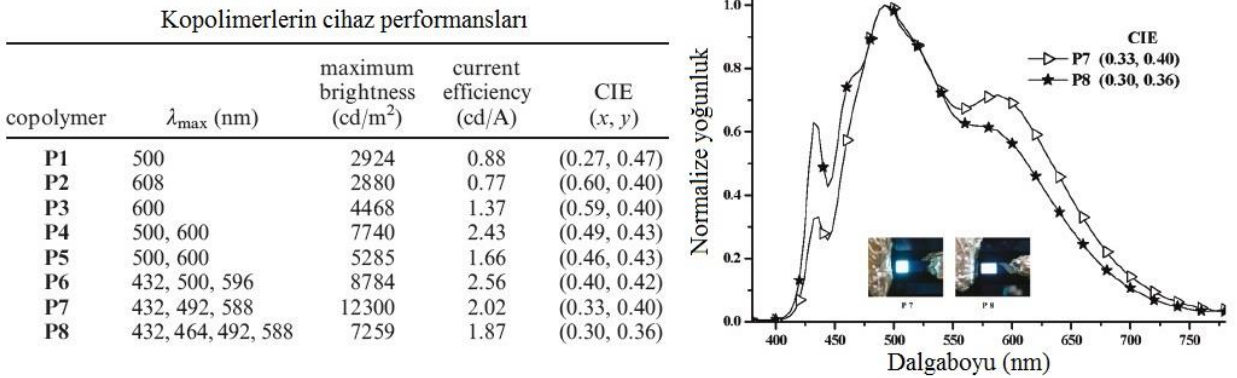 Kopolimerlerin cihaz performansları
copolymer λmax (nm) maximum brightness (cd/m²) current efficiency (cd/A) CIE (x, y)
P1 500 2924 0.88 (0.27, 0.47)
P2 608 2880 0.77 (0.60, 0.40)
P3 600 4468 1.37 (0.59, 0.40)
P4 500, 600 7740 2.43 (0.49, 0.43)
P5 500, 600 5285 1.66 (0.46, 0.43)
P6 432, 500, 596 8784 2.56 (0.40, 0.42)
P7 432, 492, 588 12300 2.02 (0.33, 0.40)
P8 432, 464, 492, 588 7259 1.87 (0.30, 0.36)
Normalize yoğunluk
1.0
0.8
0.6
0.4
0.2
0.0
CIE
P7 (0.33, 0.40)
P8 (0.30, 0.36)
P 7 P 8
400 450 500 550 600 650 700 750
Dalgaboyu (nm)